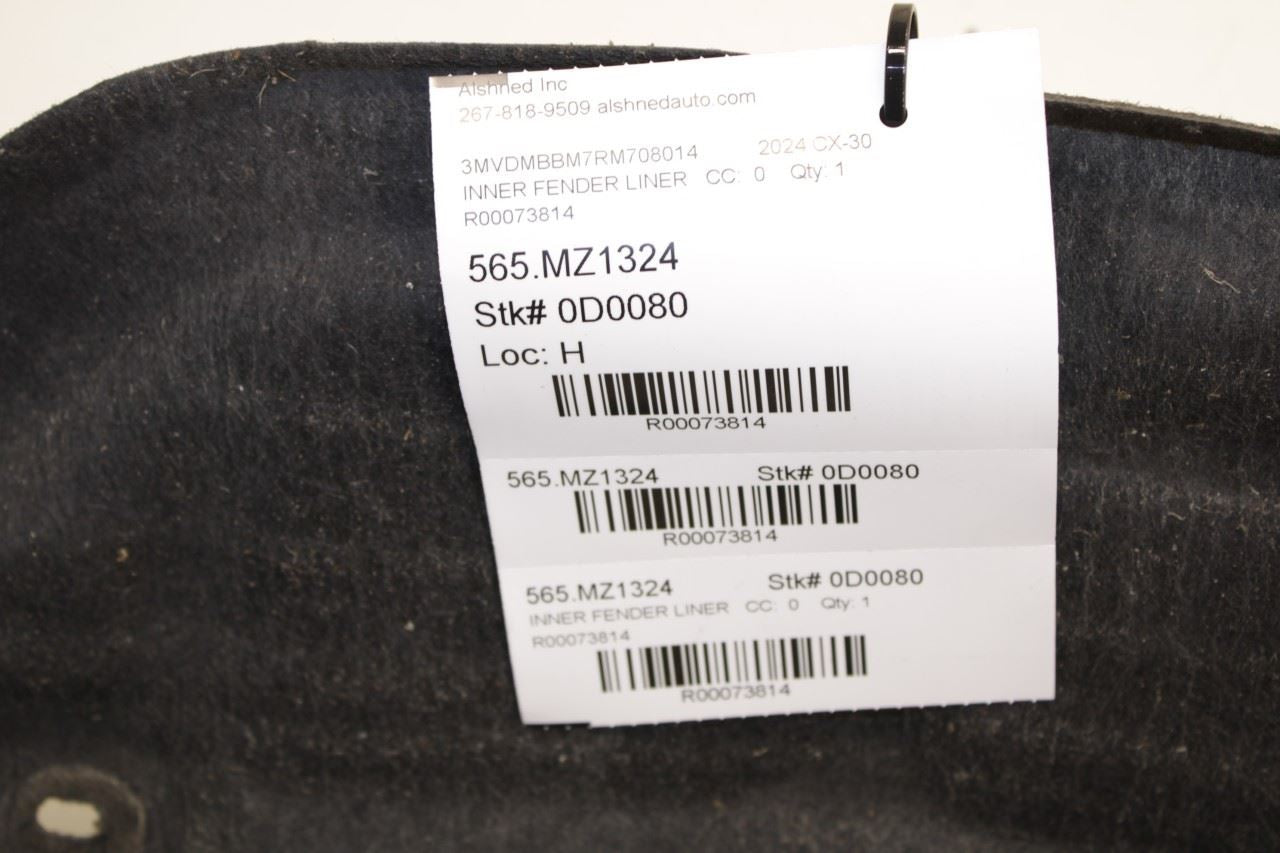 Alshned Inc
267-818-9509 alshnedauto.com
3MVDMBBM7RM708014 2024 CX-30
INNER FENDER LINER CC: 0 Qty: 1
R00073814
565.MZ1324
Stk# 0D0080
Loc: H
R00073814
565.MZ1324 Stk# 0D0080
R00073814
565.MZ1324 Stk# 0D0080
INNER FENDER LINER CC: 0 Qty: 1
R00073814
R00073814